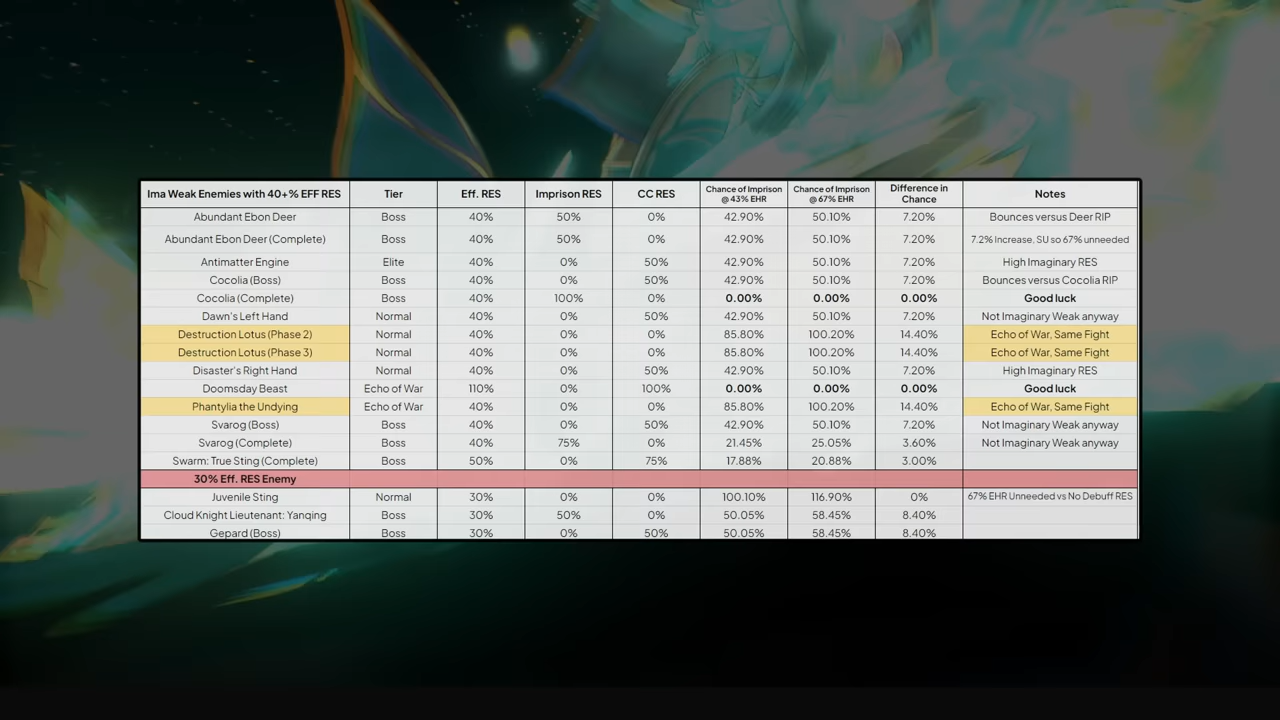 Ima Weak Enemies with 40+% EFF RES Tier Eff. RES Imprison RES CC RES Chance of Imprison @ 43% EHR Chance of Imprison @ 67% EHR Difference in Chance Notes
Abundant Ebon Deer Boss 40% 50% 0% 42.90% 50.10% 7.20% Bounces versus Deer RIP
Abundant Ebon Deer (Complete) Boss 40% 50% 0% 42.90% 50.10% 7.20% 7.2% Increase, SU so 67% unneeded
Antimatter Engine Elite 40% 0% 50% 42.90% 50.10% 7.20% High Imaginary RES
Cocolia (Boss) Boss 40% 0% 50% 42.90% 50.10% 7.20% Bounces versus Cocolia RIP
Cocolia (Complete) Boss 40% 100% 0% 0.00% 0.00% 0.00% Good luck
Dawn's Left Hand Normal 40% 0% 50% 42.90% 50.10% 7.20% Not Imaginary Weak anyway
Destruction Lotus (Phase 2) Normal 40% 0% 0% 85.80% 100.20% 14.40% Echo of War, Same Fight
Destruction Lotus (Phase 3) Normal 40% 0% 0% 85.80% 100.20% 14.40% Echo of War, Same Fight
Disaster's Right Hand Normal 40% 0% 50% 42.90% 50.10% 7.20% High Imaginary RES
Doomsday Beast Echo of War 110% 0% 100% 0.00% 0.00% 0.00% Good luck
Phantylia the Undying Echo of War 40% 0% 0% 85.80% 100.20% 14.40% Echo of War, Same Fight
Svarog (Boss) Boss 40% 0% 50% 42.90% 50.10% 7.20% Not Imaginary Weak anyway
Svarog (Complete) Boss 40% 75% 0% 21.45% 25.05% 3.60% Not Imaginary Weak anyway
Swarm: True Sting (Complete) Boss 50% 0% 75% 17.88% 20.88% 3.00%
30% Eff. RES Enemy
Juvenile Sting Normal 30% 0% 0% 100.10% 116.90% 0% 67% EHR Unneeded vs No Debuff RES
Cloud Knight Lieutenant: Yanqing Boss 30% 50% 0% 50.05% 58.45% 8.40%
Gepard (Boss) Boss 30% 0% 50% 50.05% 58.45% 8.40%